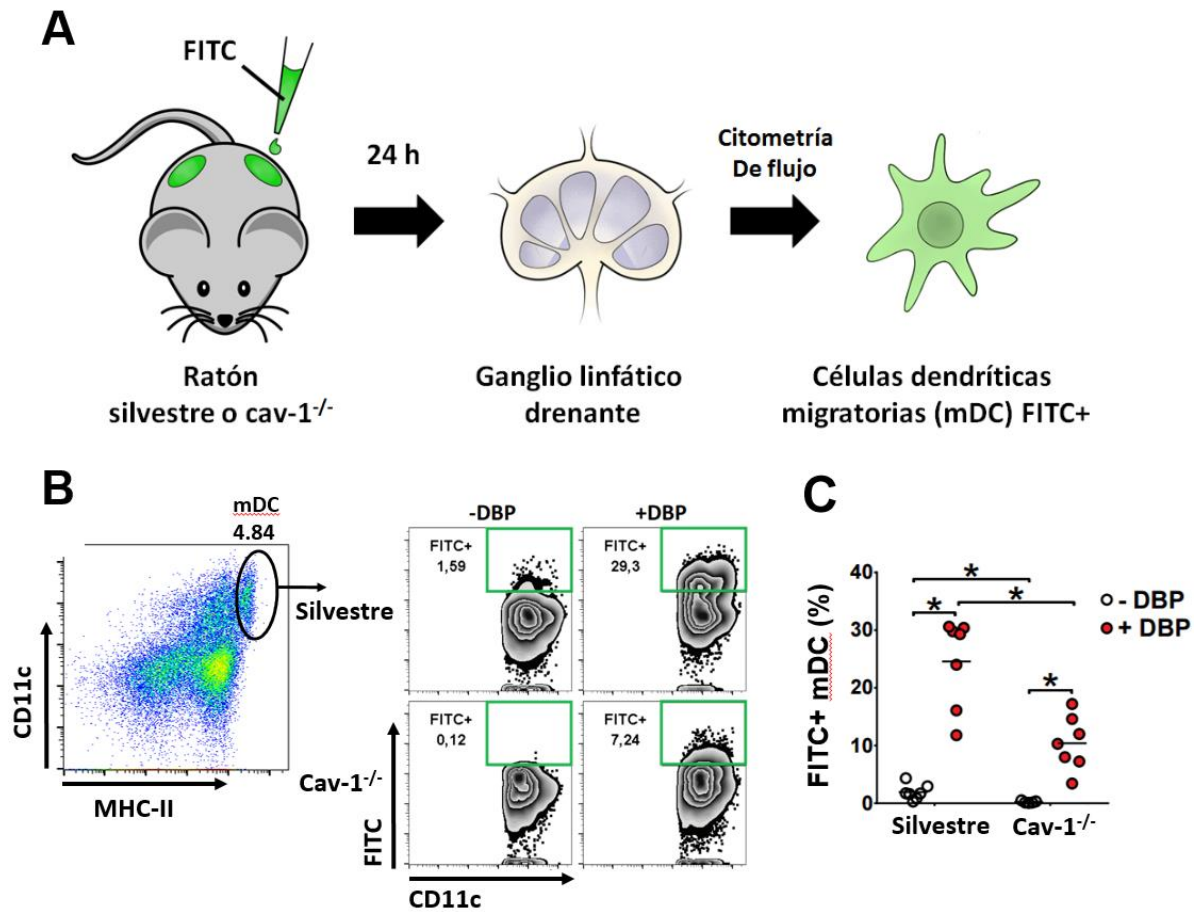 A
FITC
24 h
Citometría
De flujo
Ratón
silvestre o cav-1-/-
Ganglio linfático
drenante
Células dendríticas
migratorias (mDC) FITC+
B
mDC
4.84
CD11c
MHC-II
-DBP
+DBP
Silvestre
FITC+
1,59
FITC+
29,3
Cav-1-/-
FITC+
0,12
FITC+
7,24
FITC
CD11c
C
FITC+ mDC (%)
40
30
20
10
0
*
*
*
*
- DBP
+ DBP
Silvestre
Cav-1-/-